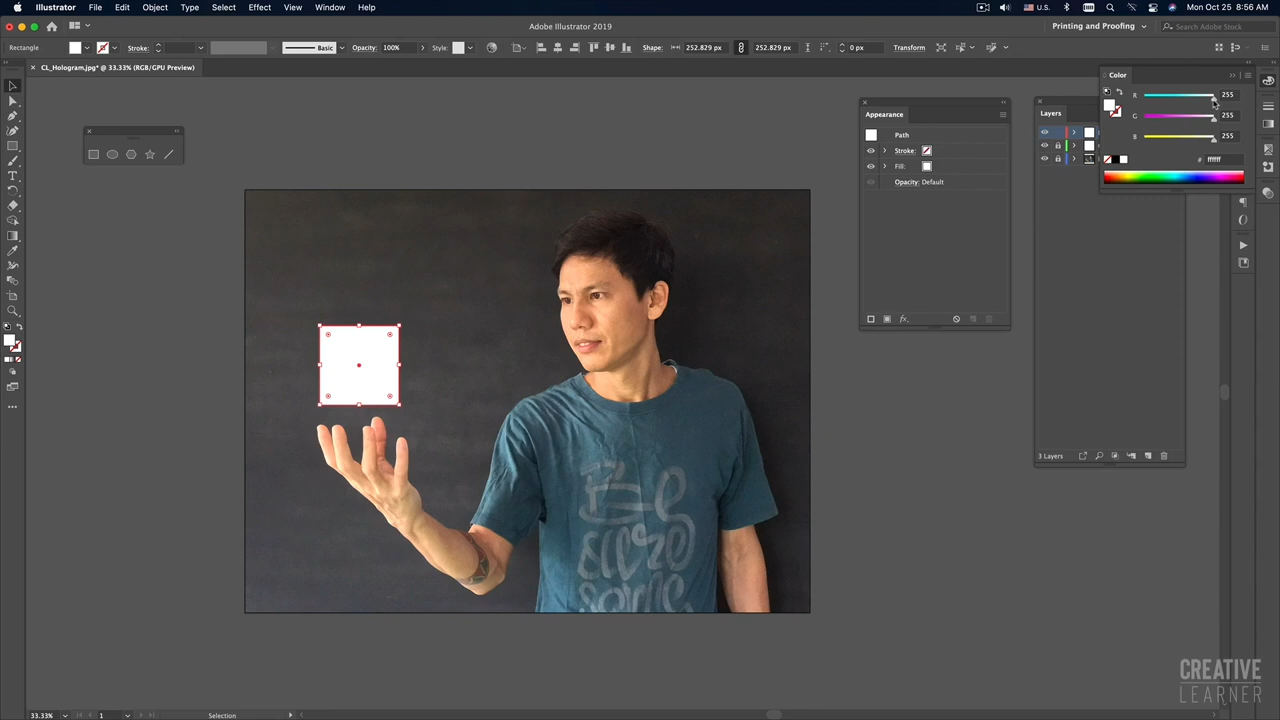 Illustrator File Edit Object Type Select Effect View Window Help U.S. Mon Oct 25 8:56 AM
Adobe Illustrator 2019 Printing and Proofing Search Adobe Stock
Rectangle Stroke: Basic Opacity: 100% Style: Shape: 252.829 px 252.829 px 0 px Transform
CL_Hologram.jpg* @ 33.33% (RGB/GPU Preview)
Color
R 255
G 255
B 255
# ffffff
Appearance
Path
Stroke:
Fill:
Opacity: Default
fx
Layers
3 Layers
CREATIVE
LEARNER
33.33% 1 Selection